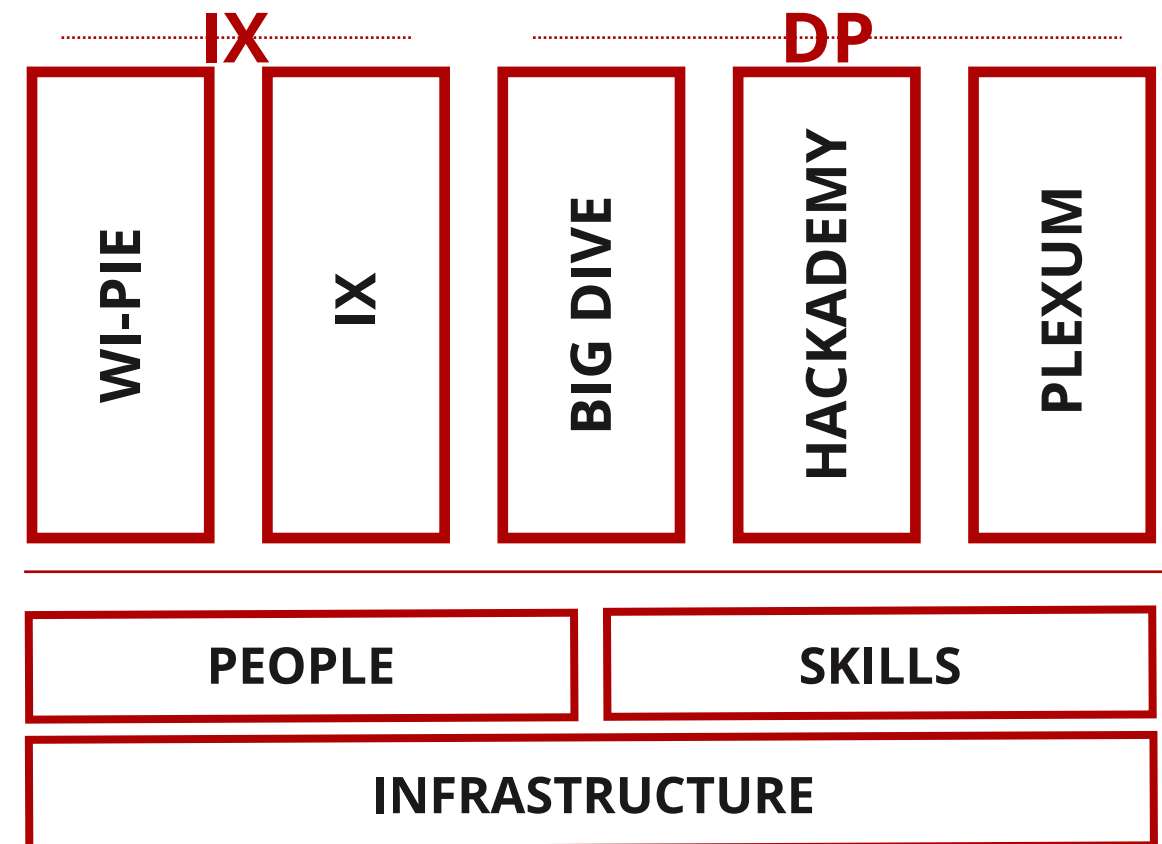 IX
DP
WI-PIE
IX
BIG DIVE
HACKADEMY
PLEXUM
PEOPLE
SKILLS
INFRASTRUCTURE